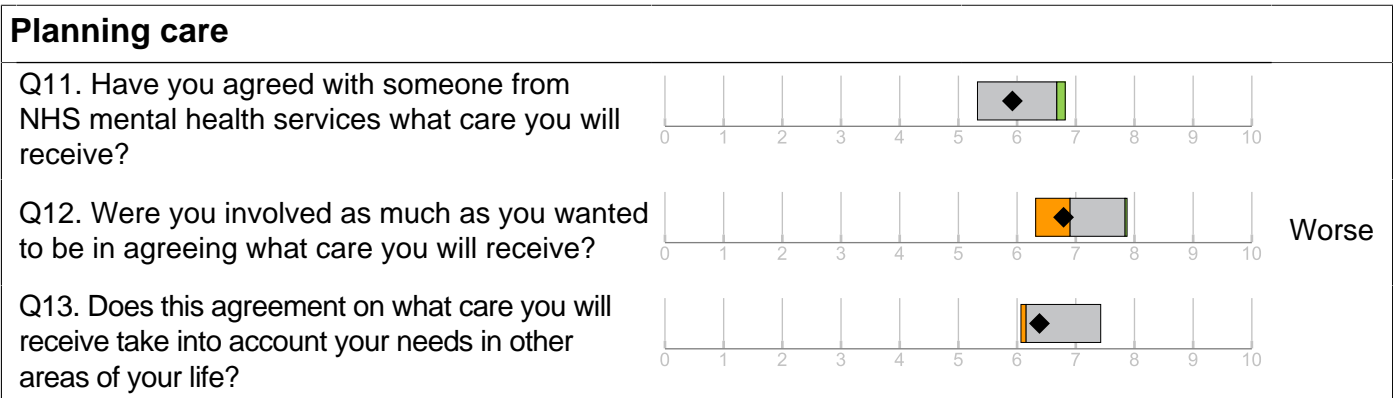 Planning care
Q11. Have you agreed with someone from
NHS mental health services what care you will
receive?
0 1 2 3 4 5 6 7 8 9 10
Q12. Were you involved as much as you wanted
to be in agreeing what care you will receive?
0 1 2 3 4 5 6 7 8 9 10
Worse
Q13. Does this agreement on what care you will
receive take into account your needs in other
areas of your life?
0 1 2 3 4 5 6 7 8 9 10